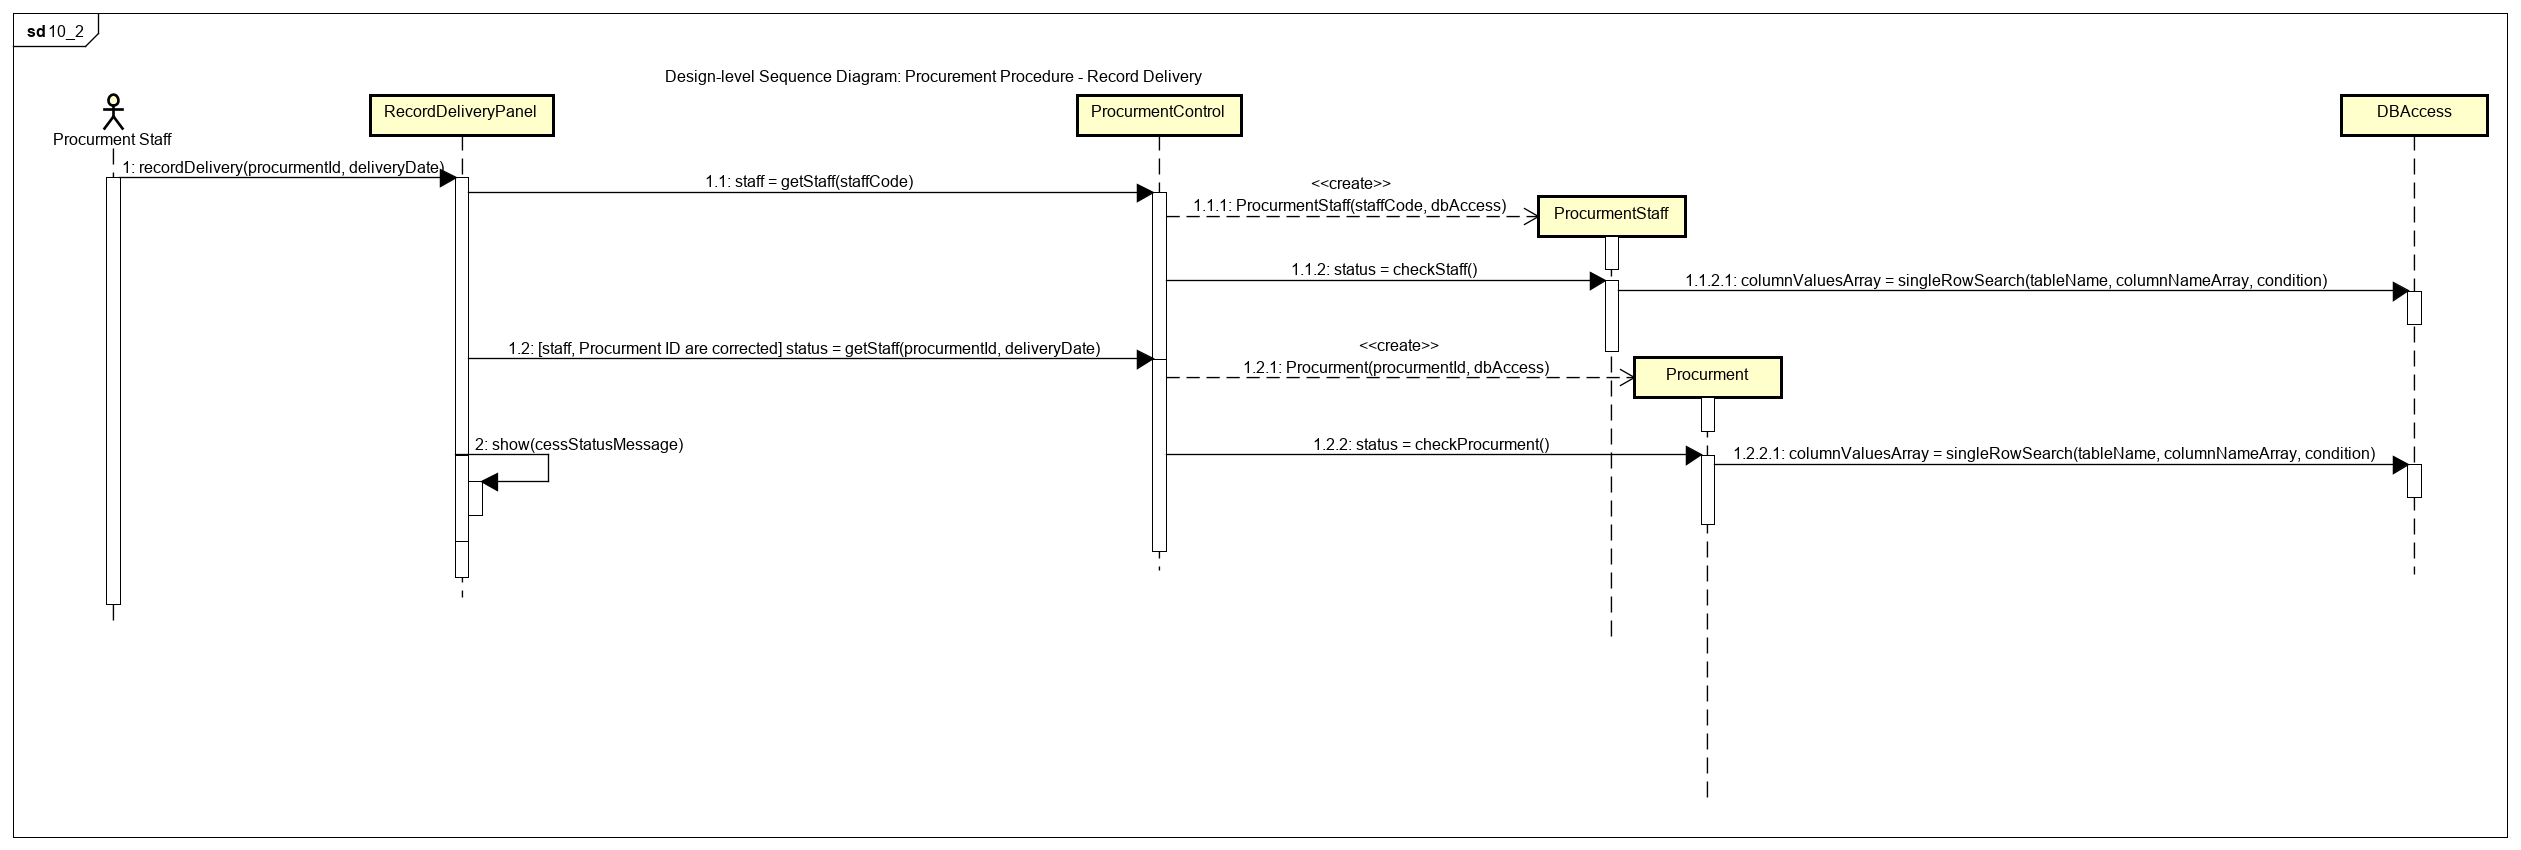 sd 10_2
Design-level Sequence Diagram: Procurement Procedure - Record Delivery
Procurment Staff
RecordDeliveryPanel
ProcurmentControl
DBAccess
1: recordDelivery(procurmentId, deliveryDate)
1.1: staff = getStaff(staffCode)
<<create>>
1.1.1: ProcurmentStaff(staffCode, dbAccess)
ProcurmentStaff
1.1.2: status = checkStaff()
1.1.2.1: columnValuesArray = singleRowSearch(tableName, columnNameArray, condition)
1.2: [staff, Procurment ID are corrected] status = getStaff(procurmentId, deliveryDate)
<<create>>
1.2.1: Procurment(procurmentId, dbAccess)
Procurment
2: show(cessStatusMessage)
1.2.2: status = checkProcurment()
1.2.2.1: columnValuesArray = singleRowSearch(tableName, columnNameArray, condition)